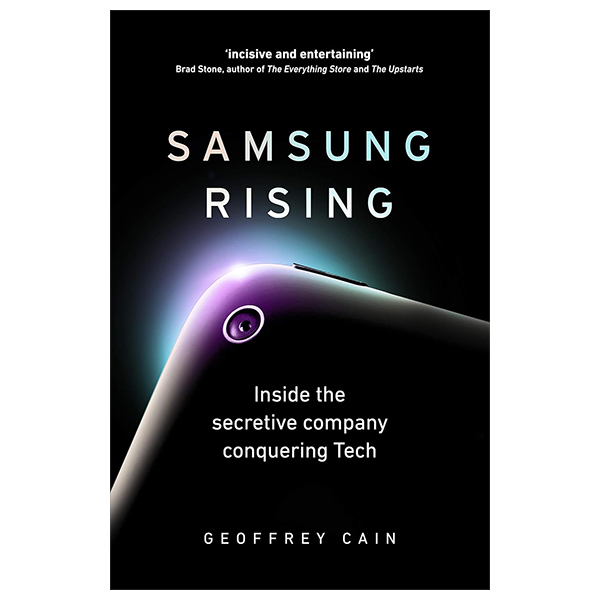 ‘incisive and entertaining’
Brad Stone, author of The Everything Store and The Upstarts
SAMSUNG
RISING
Inside the
secretive company
conquering Tech
GEOFFREY CAIN